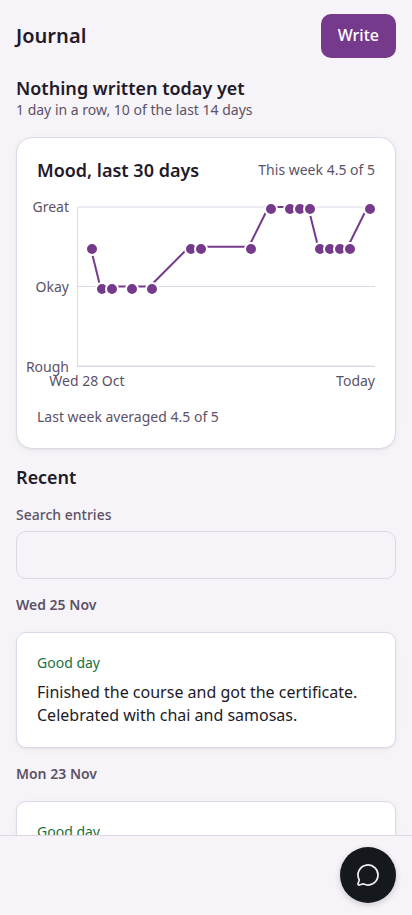 Journal
Write
Nothing written today yet
1 day in a row, 10 of the last 14 days
Mood, last 30 days
This week 4.5 of 5
Great
Okay
Rough
Wed 28 Oct
Today
Last week averaged 4.5 of 5
Recent
Search entries
Wed 25 Nov
Good day
Finished the course and got the certificate.
Celebrated with chai and samosas.
Mon 23 Nov
Good day